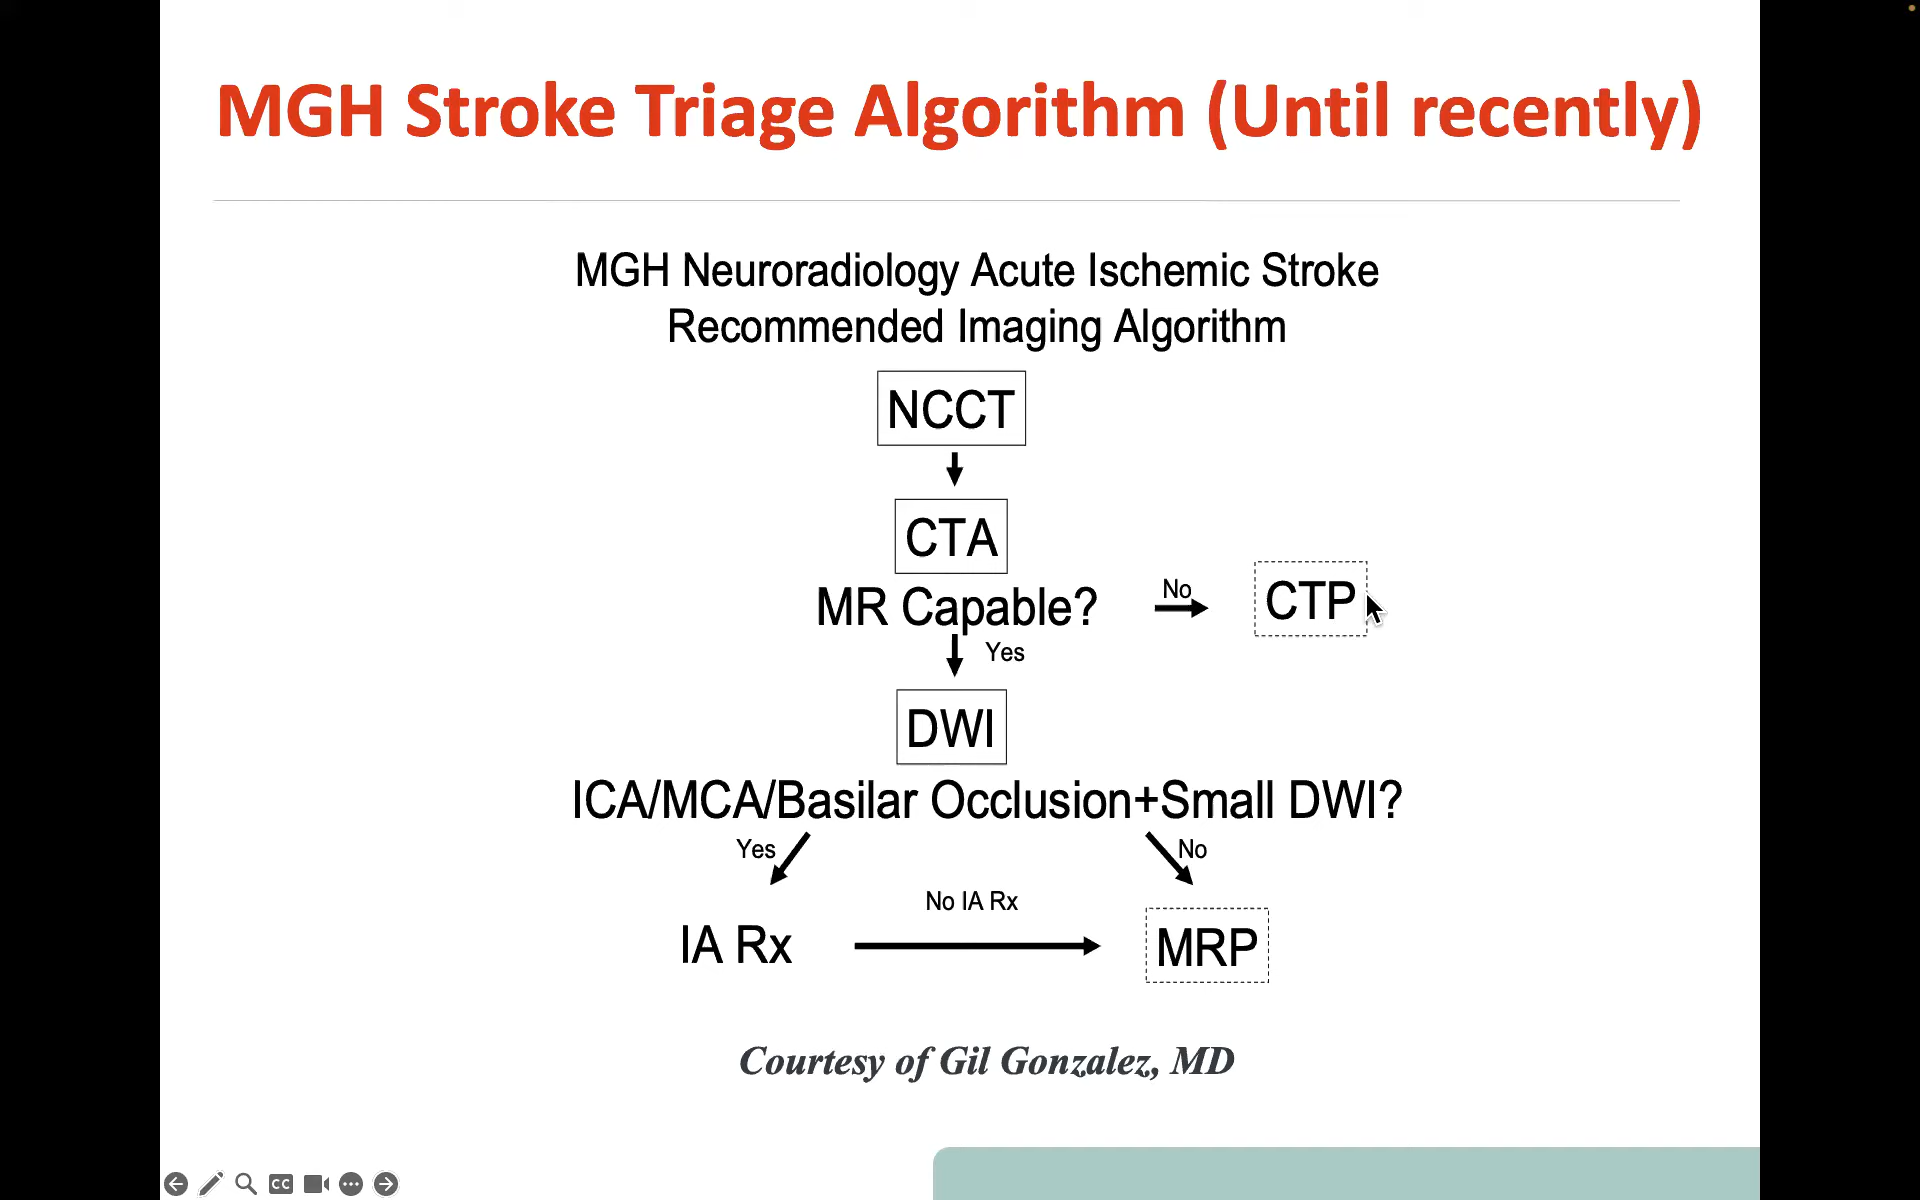 MGH Stroke Triage Algorithm (Until recently)
MGH Neuroradiology Acute Ischemic Stroke
Recommended Imaging Algorithm
NCCT
CTA
MR Capable?
No
CTP
Yes
DWI
ICA/MCA/Basilar Occlusion+Small DWI?
Yes
No
IA Rx
No IA Rx
MRP
Courtesy of Gil Gonzalez, MD
CC